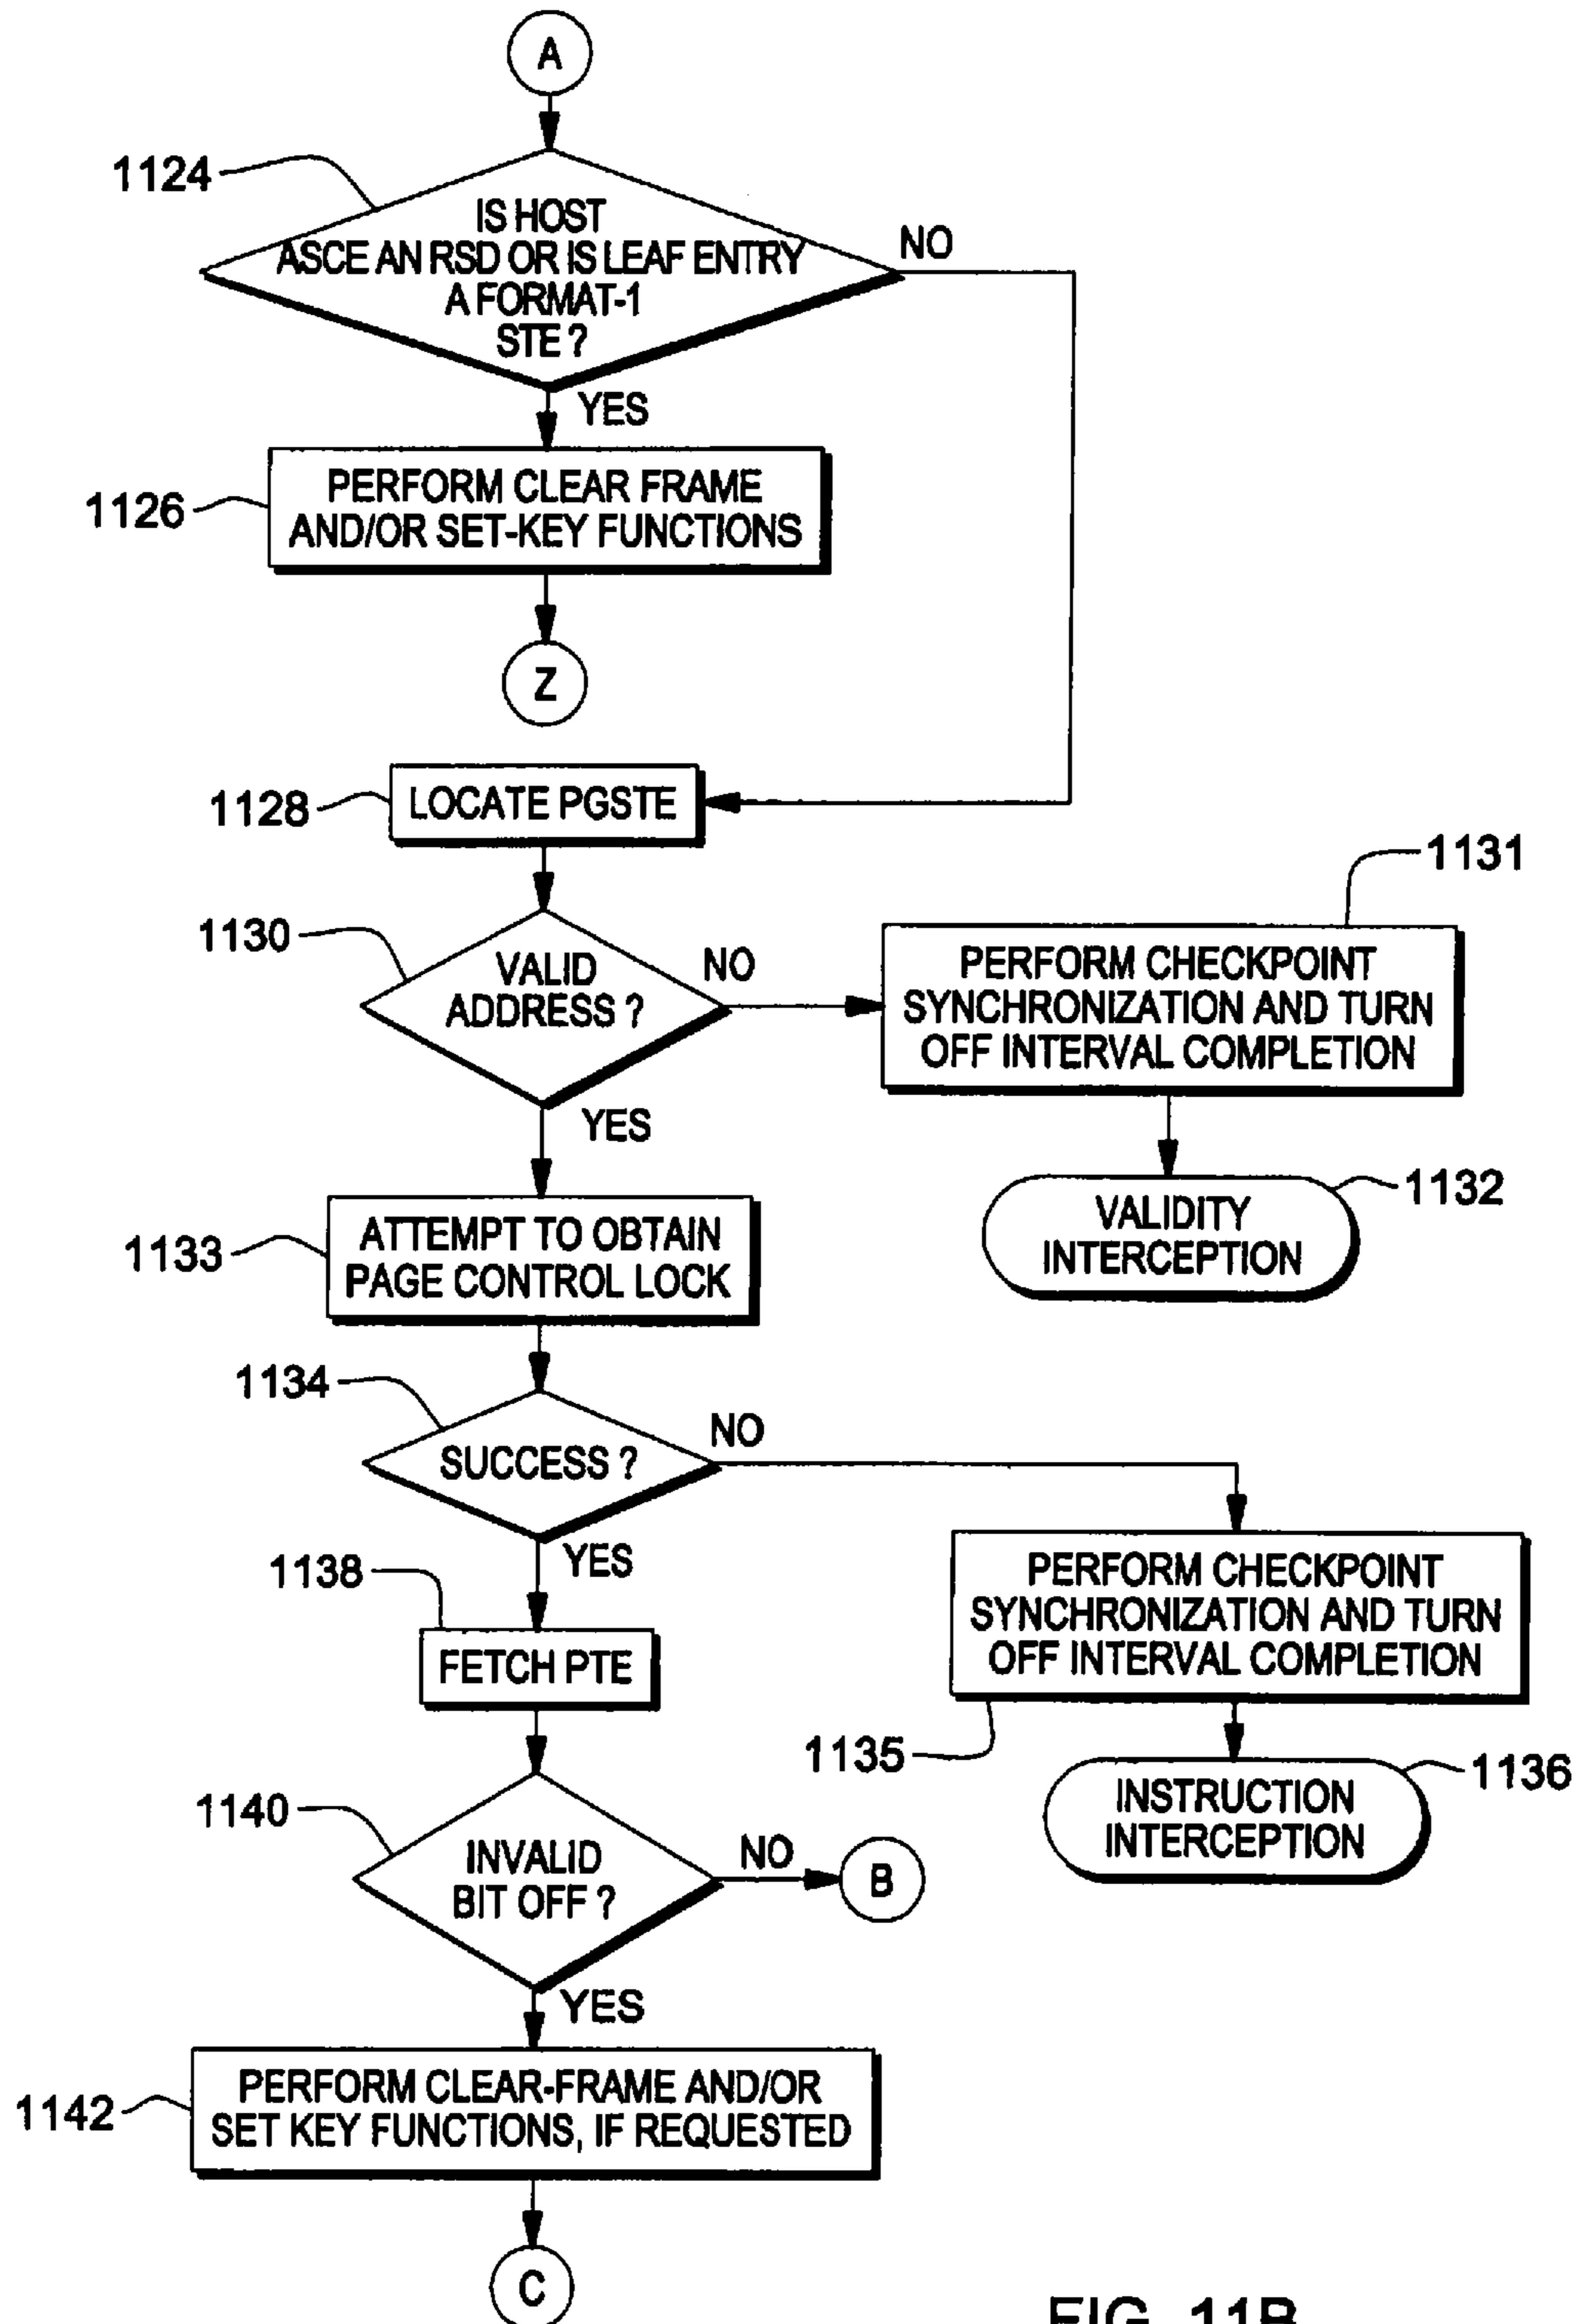 A
1124
IS HOST
ASCE AN RSD OR IS LEAF ENTRY
A FORMAT-1
STE ?
NO
YES
1126
PERFORM CLEAR FRAME
AND/OR SET-KEY FUNCTIONS
Z
1128
LOCATE PGSTE
1130
VALID
ADDRESS ?
NO
YES
1131
PERFORM CHECKPOINT
SYNCHRONIZATION AND TURN
OFF INTERVAL COMPLETION
1132
VALIDITY
INTERCEPTION
1133
ATTEMPT TO OBTAIN
PAGE CONTROL LOCK
1134
SUCCESS ?
NO
YES
1135
PERFORM CHECKPOINT
SYNCHRONIZATION AND TURN
OFF INTERVAL COMPLETION
1136
INSTRUCTION
INTERCEPTION
1138
FETCH PTE
1140
INVALID
BIT OFF ?
NO
B
YES
1142
PERFORM CLEAR-FRAME AND/OR
SET KEY FUNCTIONS, IF REQUESTED
C
FIG. 11B